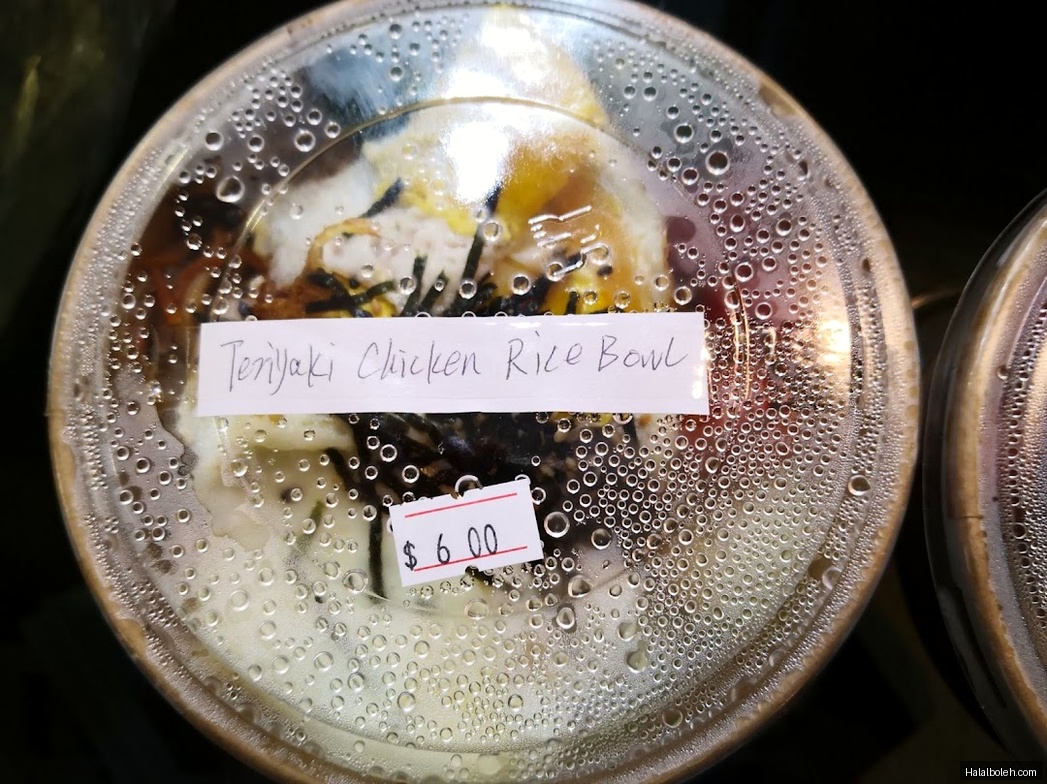 Teriyaki Chicken Rice Bowl
$ 6 00
Halalboleh.com